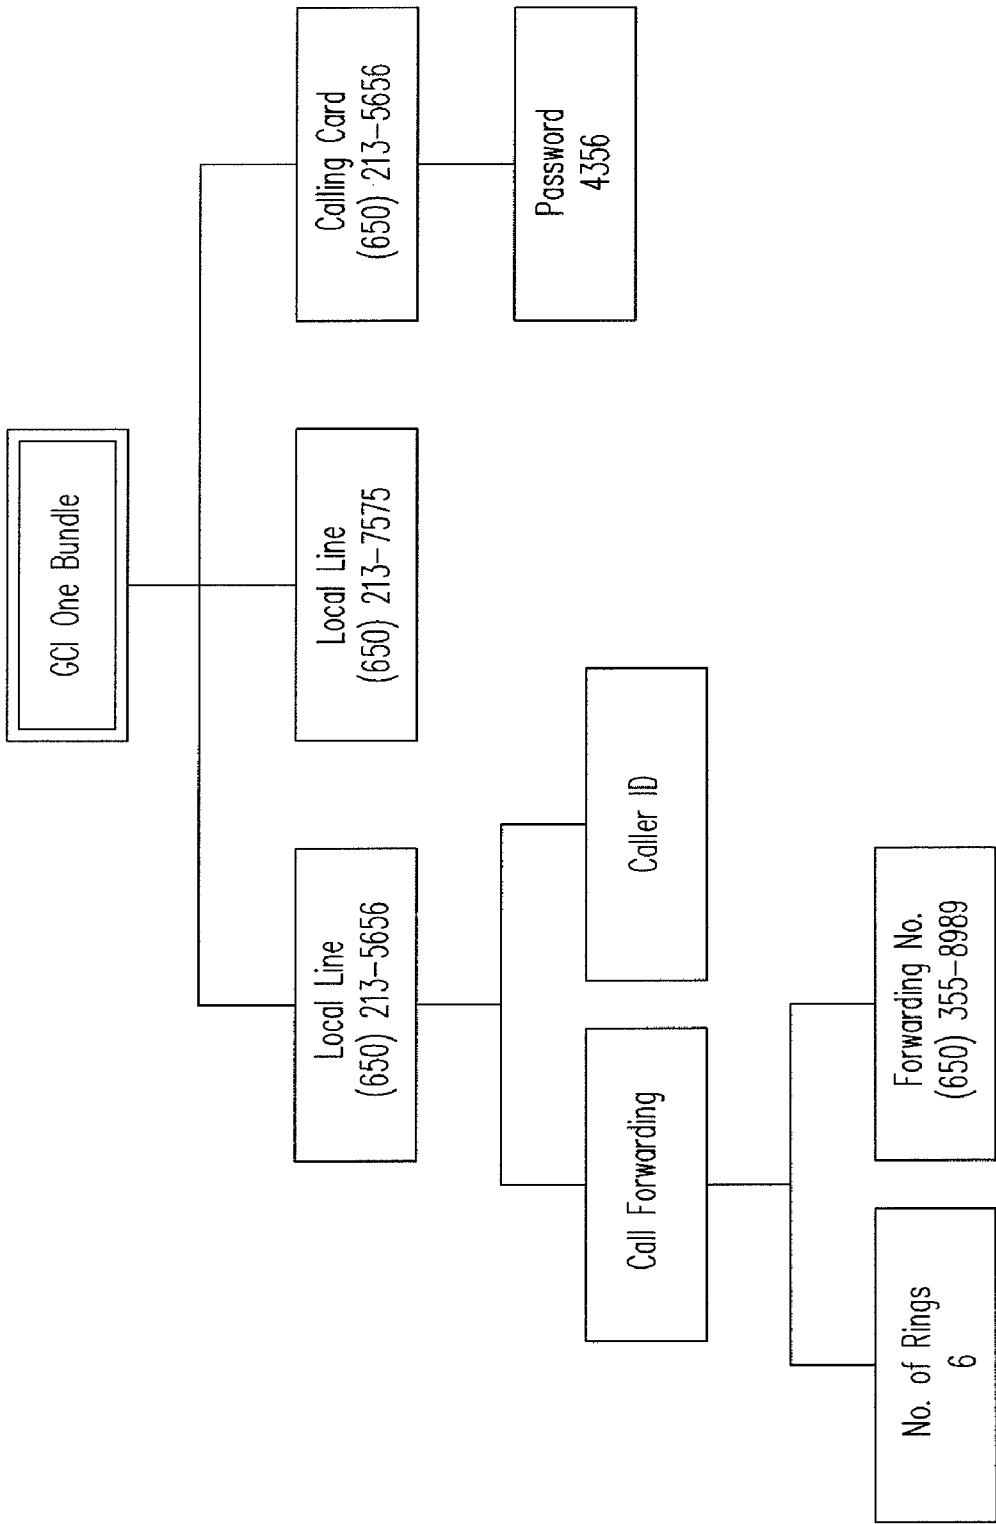 GCI One Bundle
Local Line
(650) 213-5656
Local Line
(650) 213-7575
Calling Card
(650) 213-5656
Call Forwarding
Caller ID
Password
4356
No. of Rings
6
Forwarding No.
(650) 355-8989